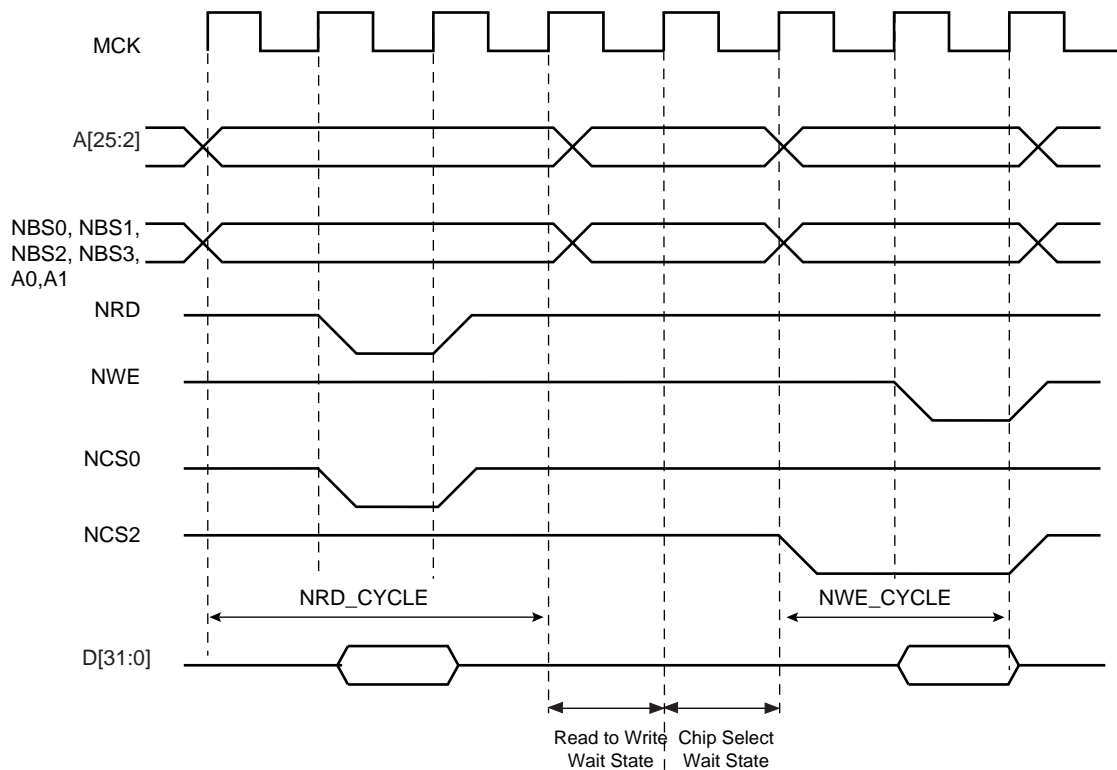 MCK
A[25:2]
NBS0, NBS1,
NBS2, NBS3,
A0,A1
NRD
NWE
NCS0
NCS2
NRD_CYCLE
NWE_CYCLE
D[31:0]
Read to Write
Wait State
Chip Select
Wait State